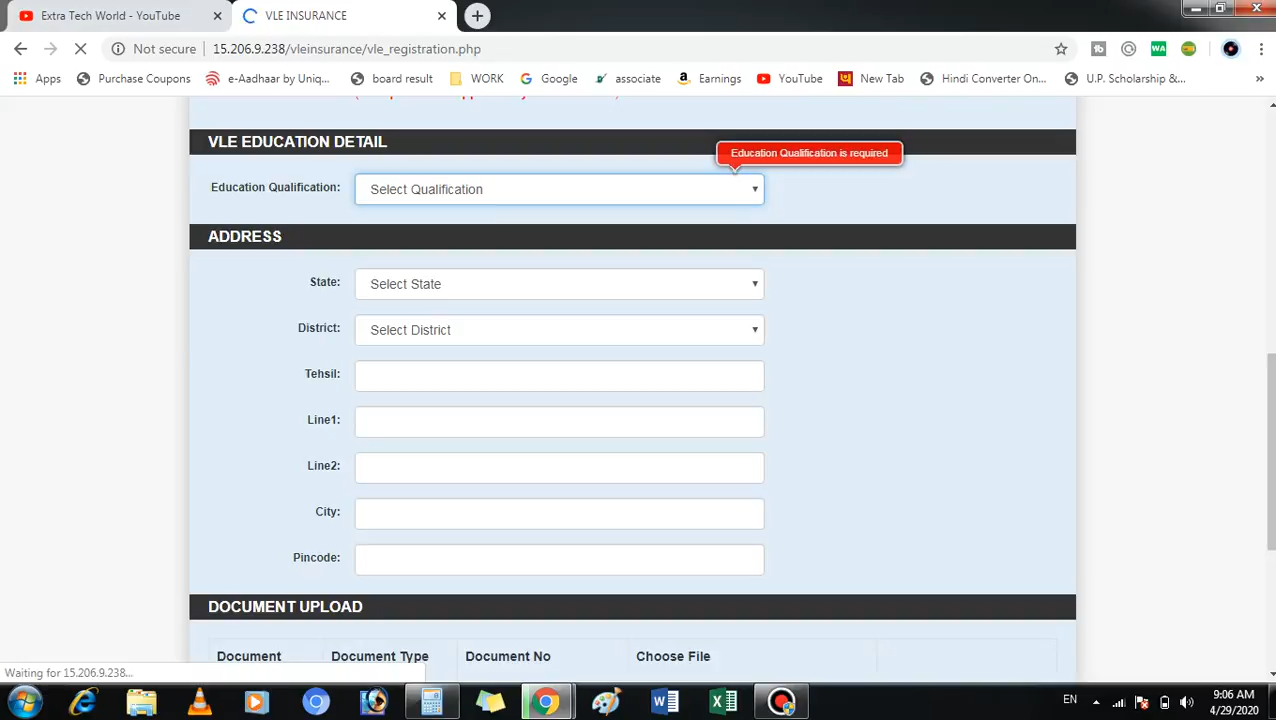 Extra Tech World - YouTube
VLE INSURANCE
Not secure 15.206.9.238/vleinsurance/vle_registration.php
WA
Apps Purchase Coupons e-Aadhaar by Uniq... board result WORK Google associate Earnings YouTube New Tab Hindi Converter On... U.P. Scholarship &... »
VLE EDUCATION DETAIL
Education Qualification is required
Education Qualification: Select Qualification
ADDRESS
State: Select State
District: Select District
Tehsil:
Line1:
Line2:
City:
Pincode:
DOCUMENT UPLOAD
Document Document Type Document No Choose File
Waiting for 15.206.9.238...
EN 9:06 AM
4/29/2020